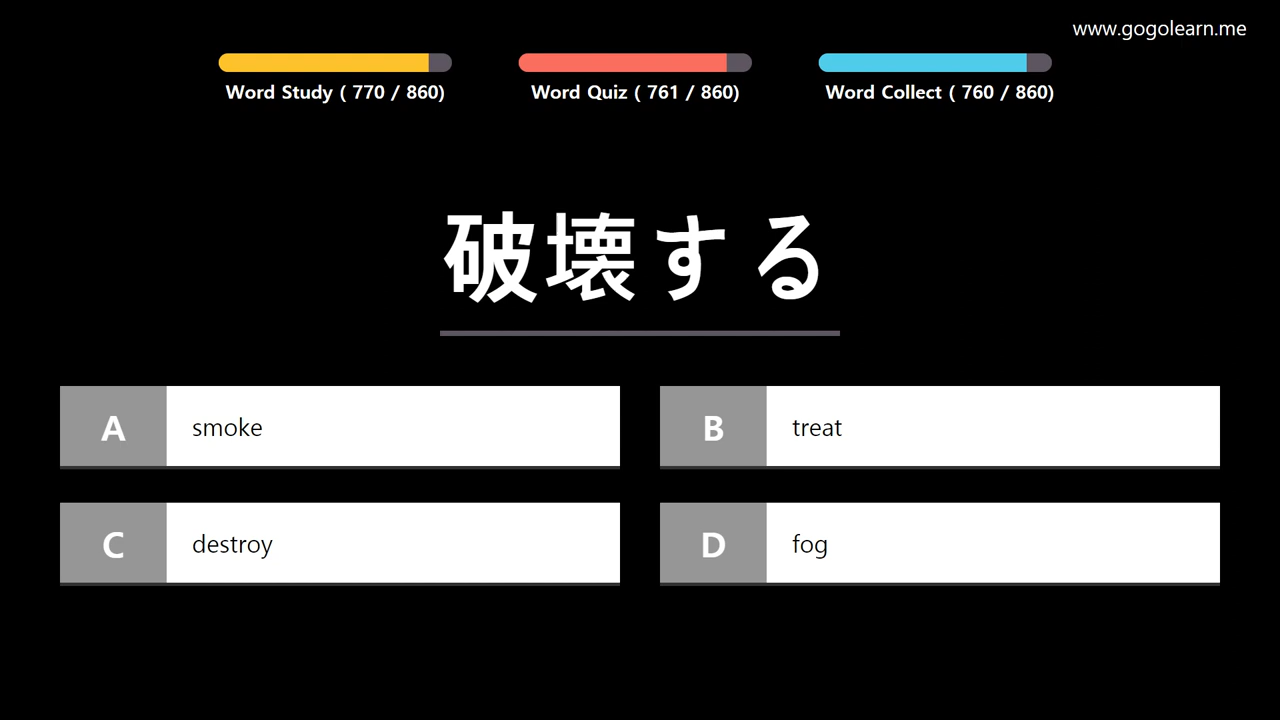 www.gogolearn.me
Word Study ( 770 / 860)
Word Quiz ( 761 / 860)
Word Collect ( 760 / 860)
破壊する
A smoke
B treat
C destroy
D fog